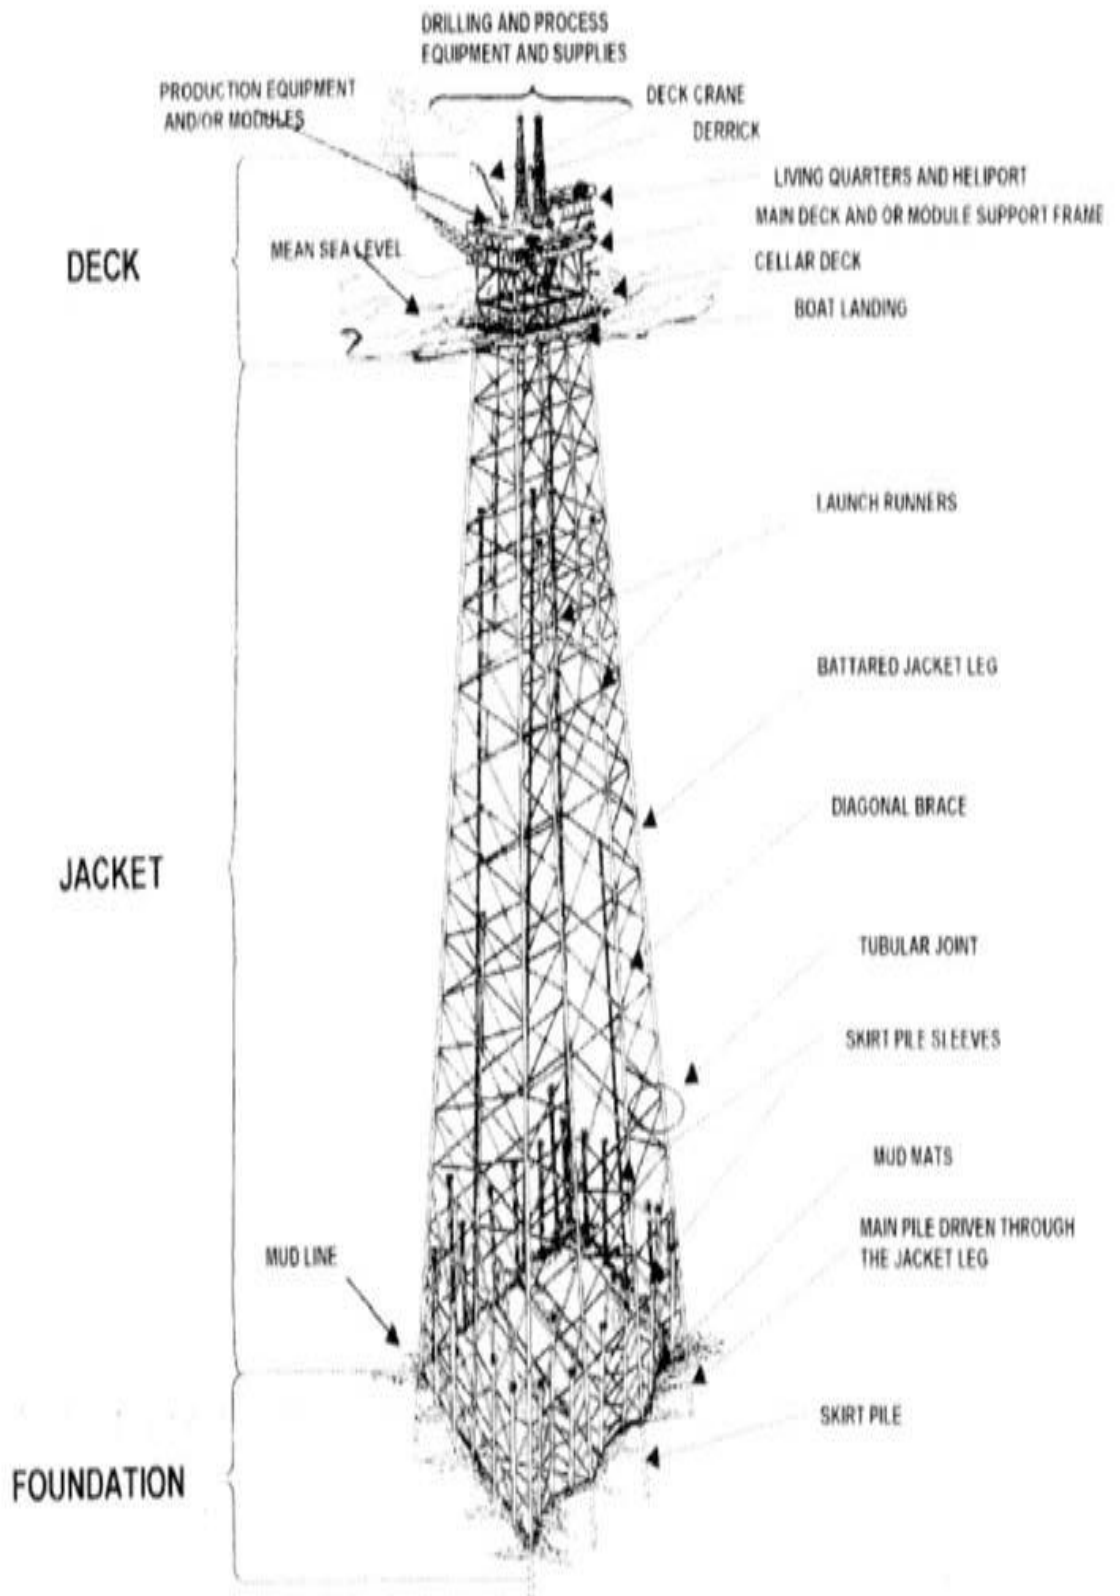 DRILLING AND PROCESS
EQUIPMENT AND SUPPLIES
PRODUCTION EQUIPMENT
AND/OR MODULES
DECK CRANE
DERRICK
LIVING QUARTERS AND HELIPORT
MAIN DECK AND OR MODULE SUPPORT FRAME
DECK
MEAN SEA LEVEL
CELLAR DECK
BOAT LANDING
LAUNCH RUNNERS
BATTARED JACKET LEG
DIAGONAL BRACE
JACKET
TUBULAR JOINT
SKIRT PILE SLEEVES
MUD MATS
MAIN PILE DRIVEN THROUGH
THE JACKET LEG
MUD LINE
SKIRT PILE
FOUNDATION